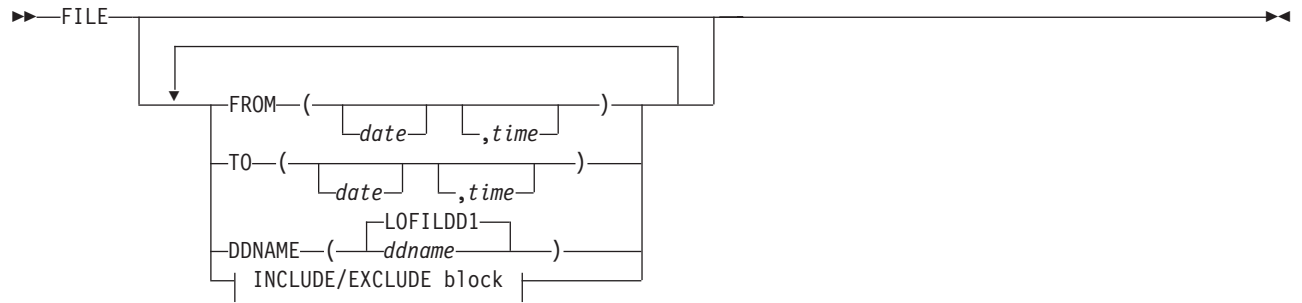 FILE
FROM ( date ,time )
TO ( date ,time )
LOFILDD1
DDNAME ( ddname )
INCLUDE/EXCLUDE block